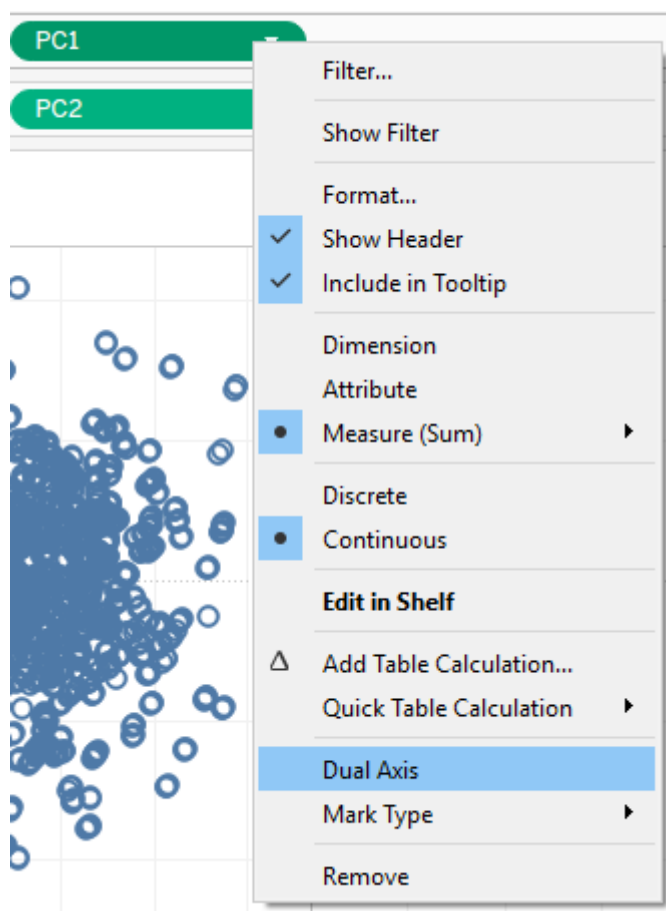 PC1
PC2
Filter...
Show Filter
Format...
Show Header
Include in Tooltip
Dimension
Attribute
Measure (Sum)
Discrete
Continuous
Edit in Shelf
Add Table Calculation...
Quick Table Calculation
Dual Axis
Mark Type
Remove